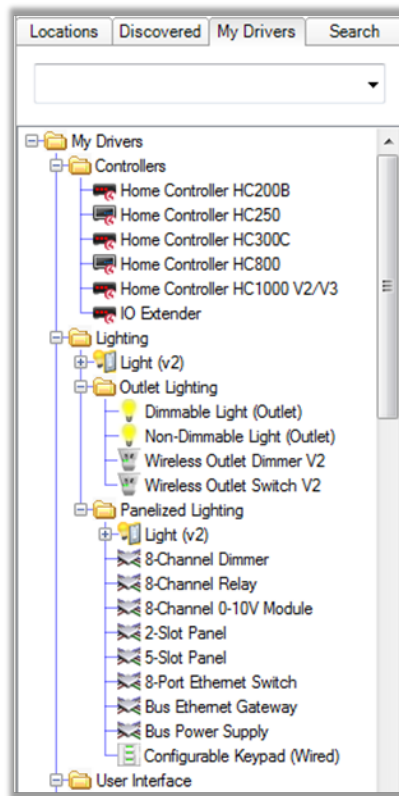 Locations Discovered My Drivers Search
My Drivers
Controllers
Home Controller HC200B
Home Controller HC250
Home Controller HC300C
Home Controller HC800
Home Controller HC1000 V2/V3
IO Extender
Lighting
Light (v2)
Outlet Lighting
Dimmable Light (Outlet)
Non-Dimmable Light (Outlet)
Wireless Outlet Dimmer V2
Wireless Outlet Switch V2
Panelized Lighting
Light (v2)
8-Channel Dimmer
8-Channel Relay
8-Channel 0-10V Module
2-Slot Panel
5-Slot Panel
8-Port Ethernet Switch
Bus Ethernet Gateway
Bus Power Supply
Configurable Keypad (Wired)
User Interface